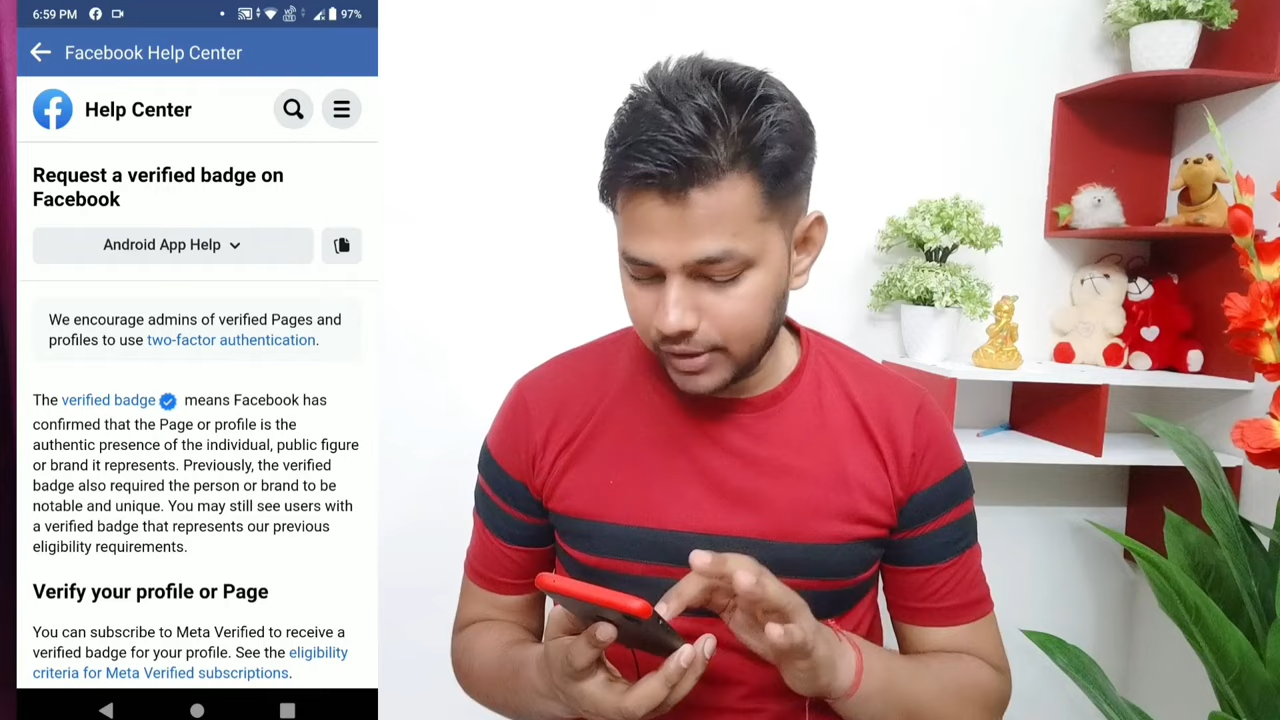 6:59 PM
97%
Facebook Help Center
Help Center
Request a verified badge on
Facebook
Android App Help
We encourage admins of verified Pages and
profiles to use two-factor authentication.
The verified badge means Facebook has
confirmed that the Page or profile is the
authentic presence of the individual, public figure
or brand it represents. Previously, the verified
badge also required the person or brand to be
notable and unique. You may still see users with
a verified badge that represents our previous
eligibility requirements.
Verify your profile or Page
You can subscribe to Meta Verified to receive a
verified badge for your profile. See the eligibility
criteria for Meta Verified subscriptions.